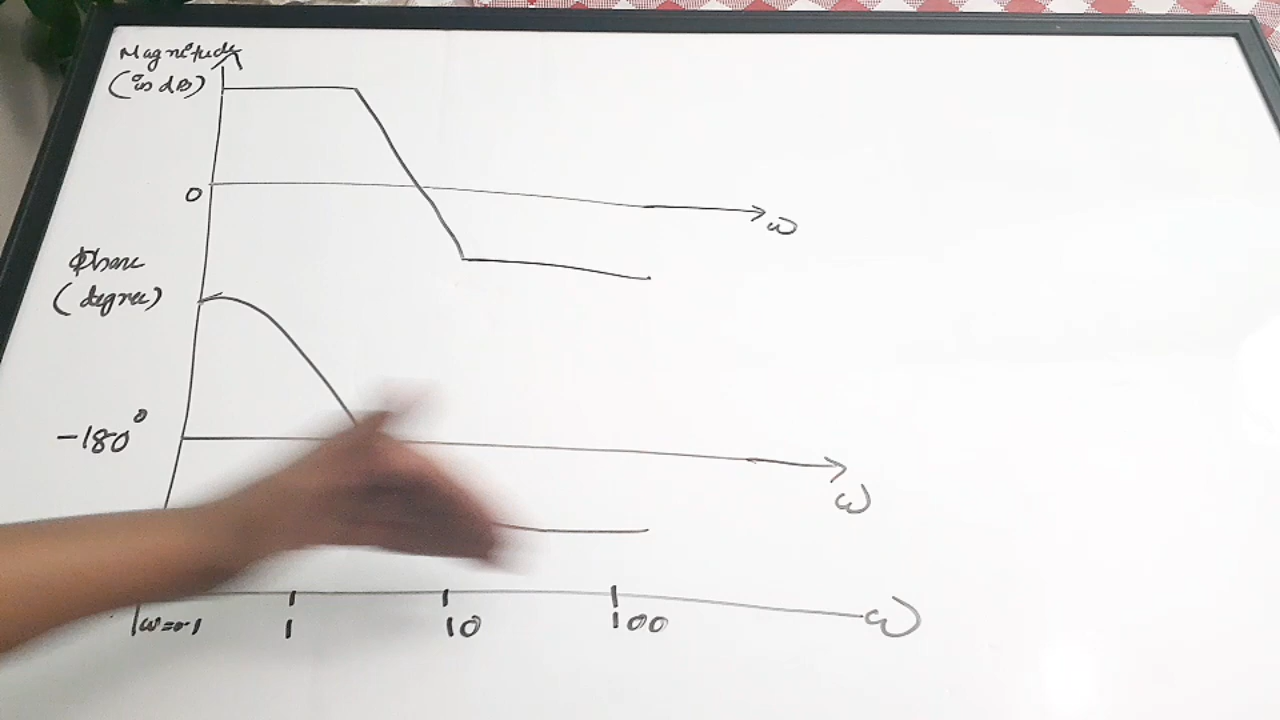 Magnitude
(in dB)
0
ω
Phase
(degree)
-180°
ω
ω=0.1
1
10
100
ω